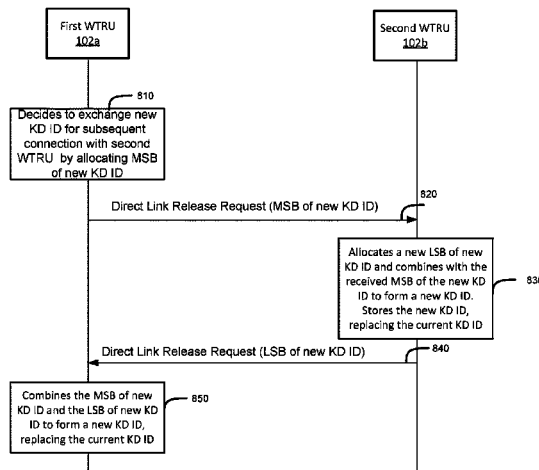 First WTRU
102a
Second WTRU
102b
810
Decides to exchange new
KD ID for subsequent
connection with second
WTRU by allocating MSB
of new KD ID
Direct Link Release Request (MSB of new KD ID)
820
Allocates a new LSB of new
KD ID and combines with the
received MSB of the new KD
ID to form a new KD ID.
Stores the new KD ID,
replacing the current KD ID
830
Direct Link Release Request (LSB of new KD ID)
840
Combines the MSB of new
KD ID and the LSB of new KD
ID to form a new KD ID,
replacing the current KD ID
850